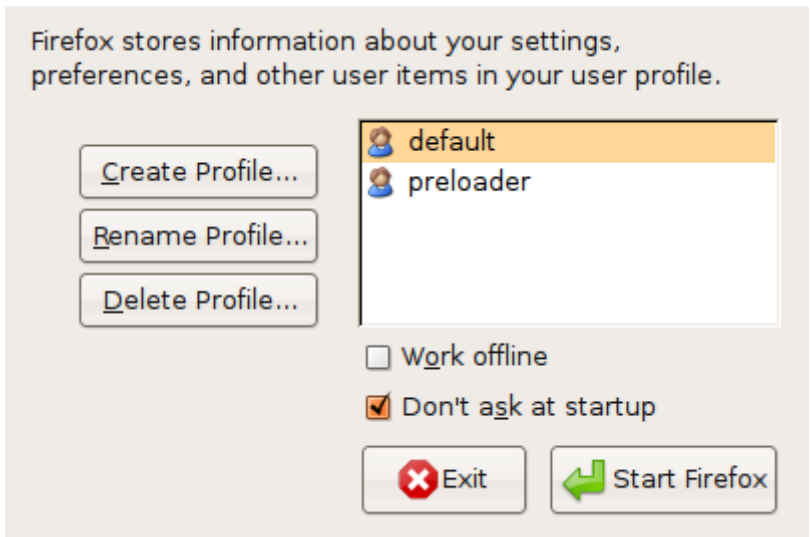 Firefox stores information about your settings,
preferences, and other user items in your user profile.
Create Profile...
Rename Profile...
Delete Profile...
default
preloader
Work offline
Don't ask at startup
Exit
Start Firefox